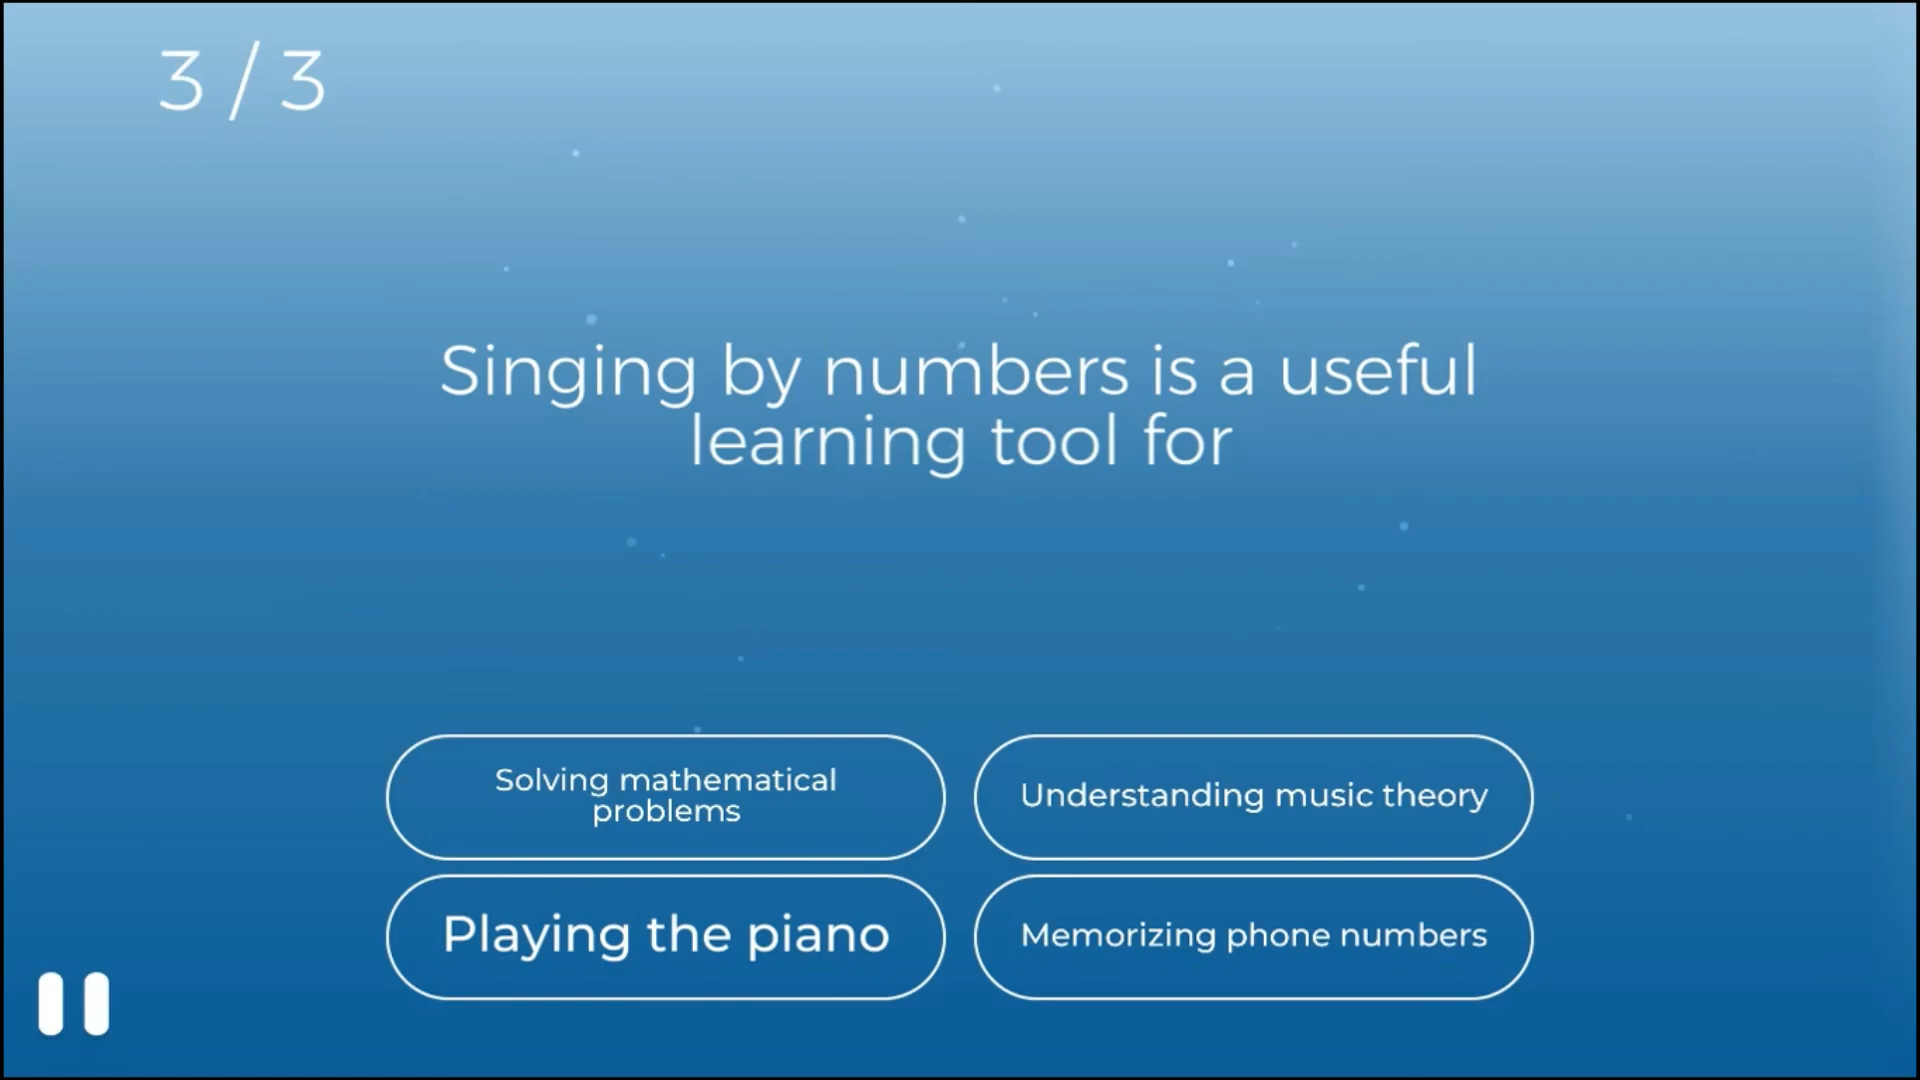 3 / 3
Singing by numbers is a useful
learning tool for
Solving mathematical
problems
Understanding music theory
Playing the piano
Memorizing phone numbers